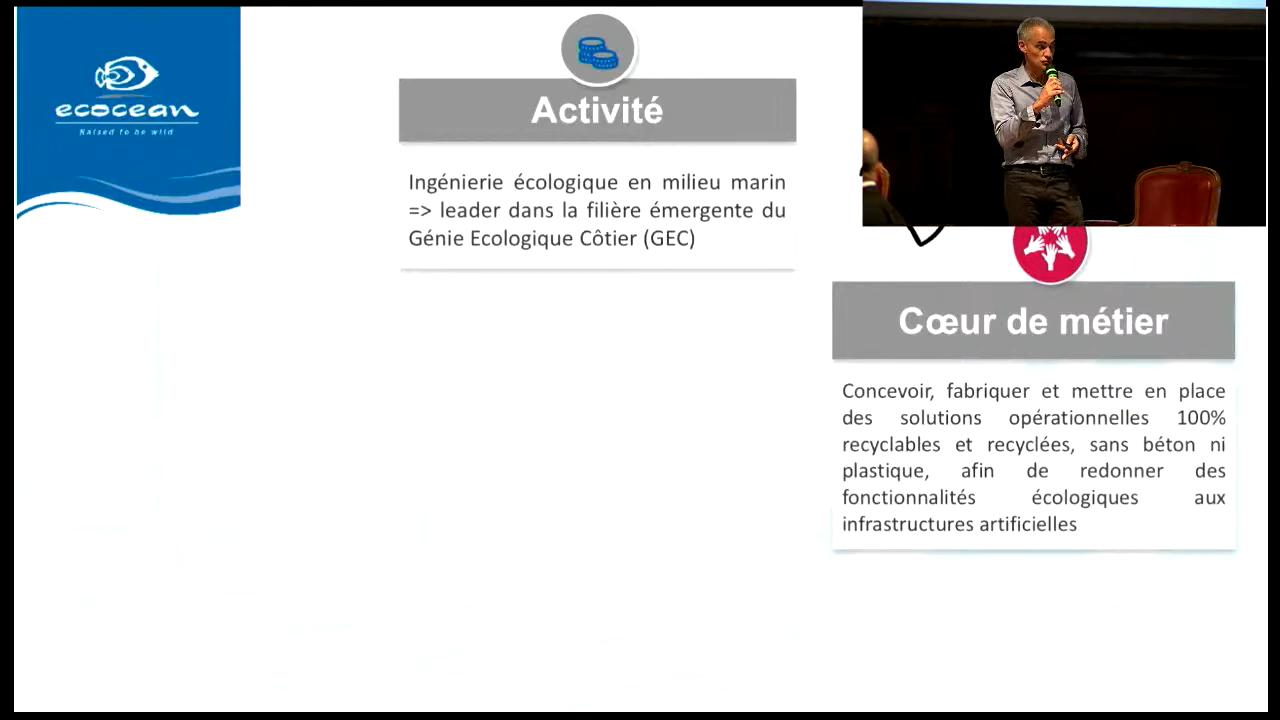 ecocean
Raised to be wild
Activité
Ingénierie écologique en milieu marin
=> leader dans la filière émergente du
Génie Ecologique Côtier (GEC)
Cœur de métier
Concevoir, fabriquer et mettre en place
des solutions opérationnelles 100%
recyclables et recyclées, sans béton ni
plastique, afin de redonner des
fonctionnalités écologiques aux
infrastructures artificielles